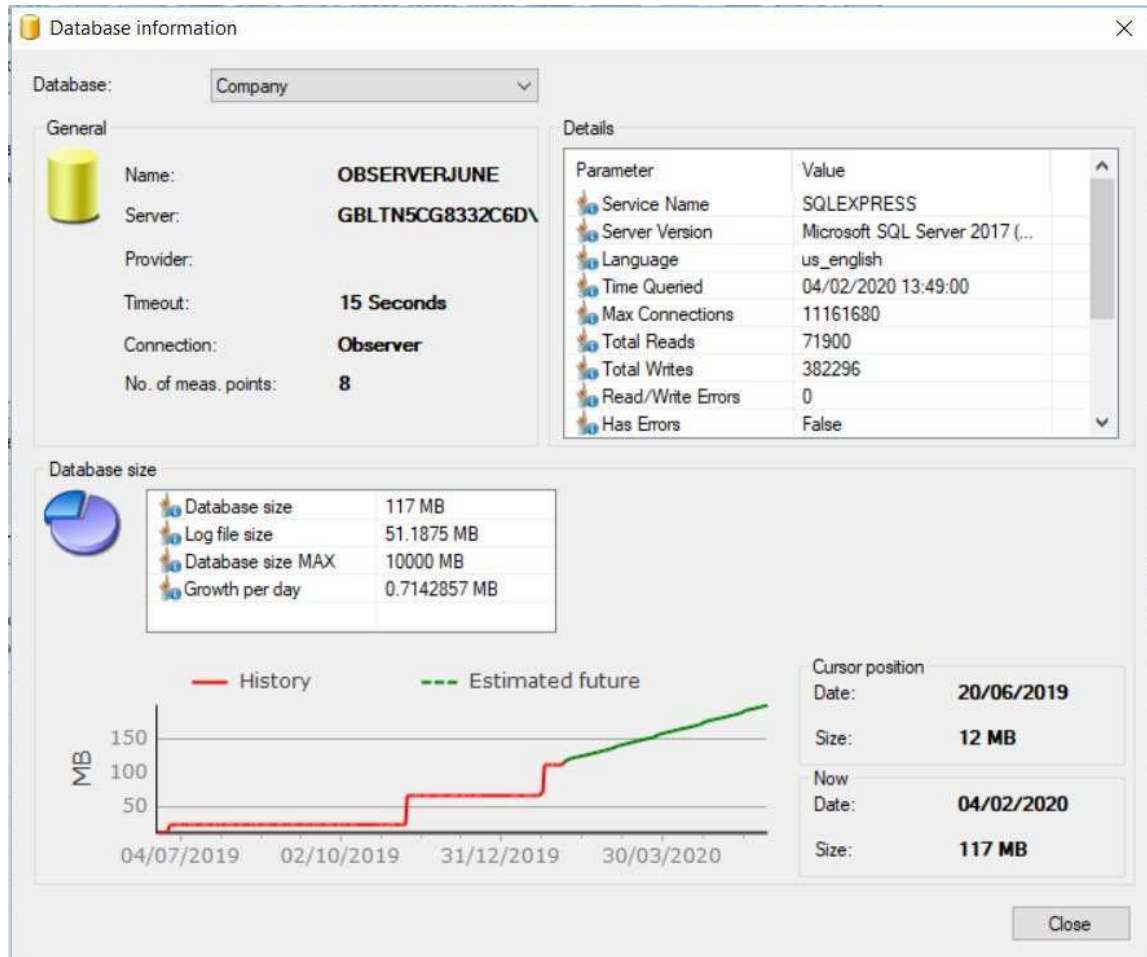 Database information
Database: Company
General
Name: OBSERVERJUNE
Server: GBLTN5CG8332C6D\
Provider:
Timeout: 15 Seconds
Connection: Observer
No. of meas. points: 8
Details
Parameter Value
Service Name SQLEXPRESS
Server Version Microsoft SQL Server 2017 (...
Language us_english
Time Queried 04/02/2020 13:49:00
Max Connections 11161680
Total Reads 71900
Total Writes 382296
Read/Write Errors 0
Has Errors False
Database size
Database size 117 MB
Log file size 51.1875 MB
Database size MAX 10000 MB
Growth per day 0.7142857 MB
History Estimated future
MB
150
100
50
04/07/2019 02/10/2019 31/12/2019 30/03/2020
Cursor position
Date: 20/06/2019
Size: 12 MB
Now
Date: 04/02/2020
Size: 117 MB
Close